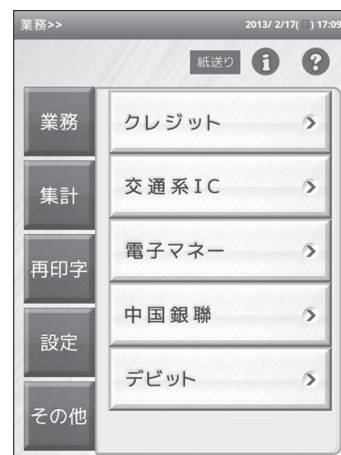 業務>> 2013/ 2/17(日) 17:09
紙送り
業務
集計
再印字
設定
その他
クレジット
交通系IC
電子マネー
中国銀聯
デビット